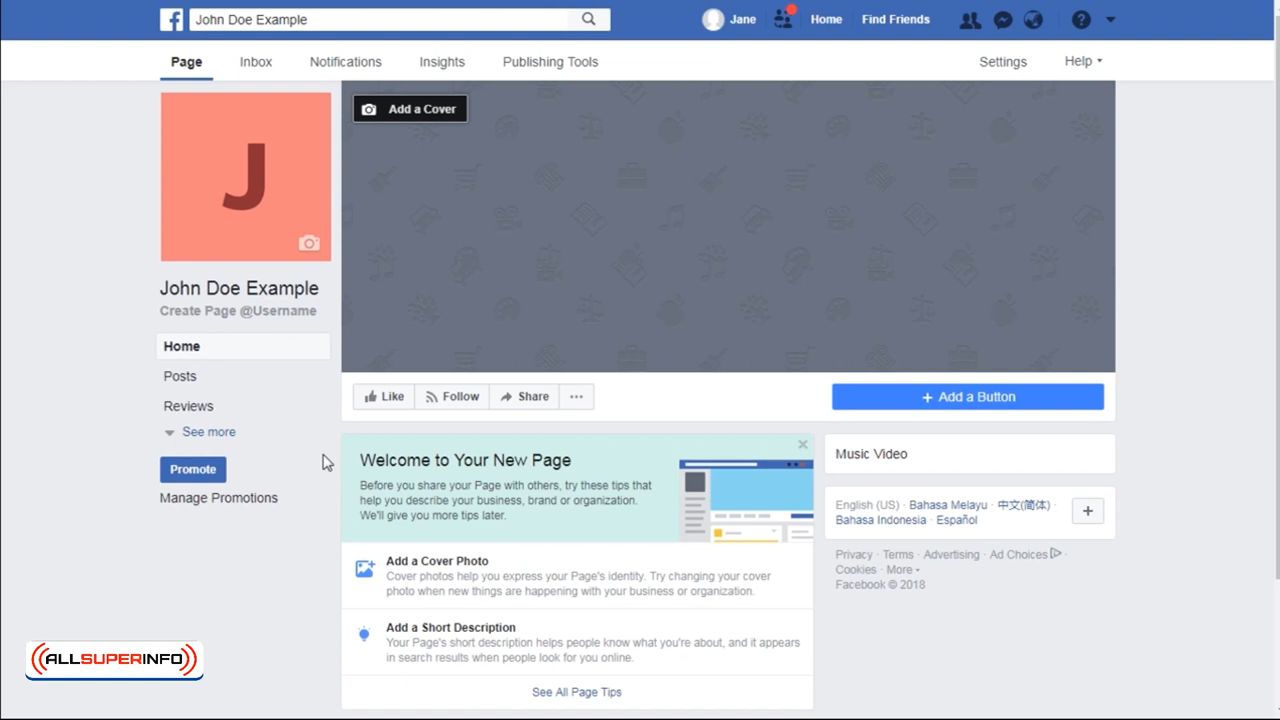 John Doe Example
Jane
Home
Find Friends
Page
Inbox
Notifications
Insights
Publishing Tools
Settings
Help
Add a Cover
J
John Doe Example
Create Page @Username
Home
Posts
Reviews
See more
Promote
Manage Promotions
Like
Follow
Share
+ Add a Button
Welcome to Your New Page
Before you share your Page with others, try these tips that
help you describe your business, brand or organization.
We'll give you more tips later.
Add a Cover Photo
Cover photos help you express your Page's identity. Try changing your cover
photo when new things are happening with your business or organization.
Add a Short Description
Your Page's short description helps people know what you're about, and it appears
in search results when people look for you online.
See All Page Tips
Music Video
English (US) · Bahasa Melayu · 中文(简体) ·
Bahasa Indonesia · Español
Privacy · Terms · Advertising · Ad Choices ·
Cookies · More
Facebook © 2018
ALLSUPERINFO